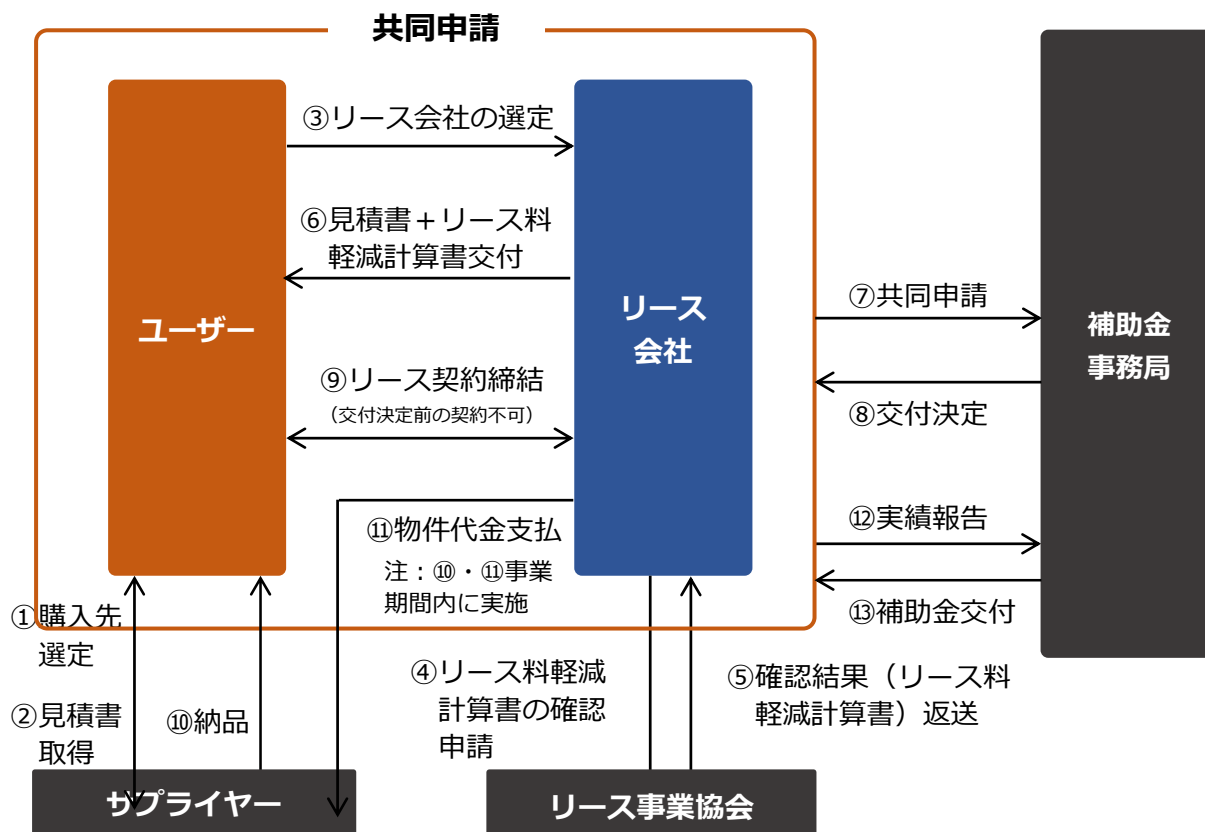 共同申請
③リース会社の選定
⑥見積書＋リース料
軽減計算書交付
ユーザー
リース
会社
⑨リース契約締結
（交付決定前の契約不可）
⑦共同申請
補助金
事務局
⑧交付決定
⑪物件代金支払
注：⑩・⑪事業
期間内に実施
⑫実績報告
⑬補助金交付
①購入先
選定
②見積書
取得
⑩納品
④リース料軽減
計算書の確認
申請
⑤確認結果（リース料
軽減計算書）返送
サプライヤー
リース事業協会